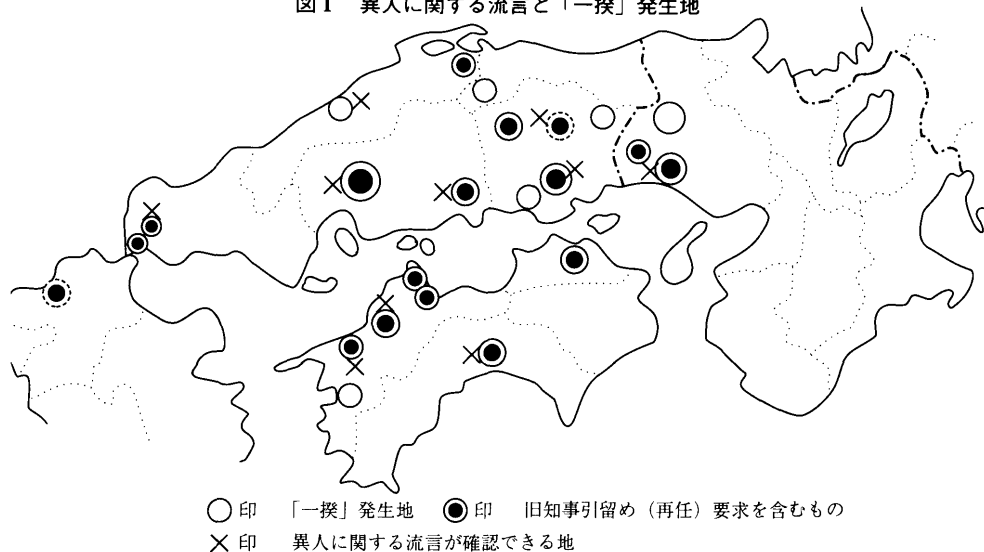 図1 異人に関する流言と「一揆」発生地
○印 「一揆」発生地 ◉印 旧知事引留め（再任）要求を含むもの
×印 異人に関する流言が確認できる地